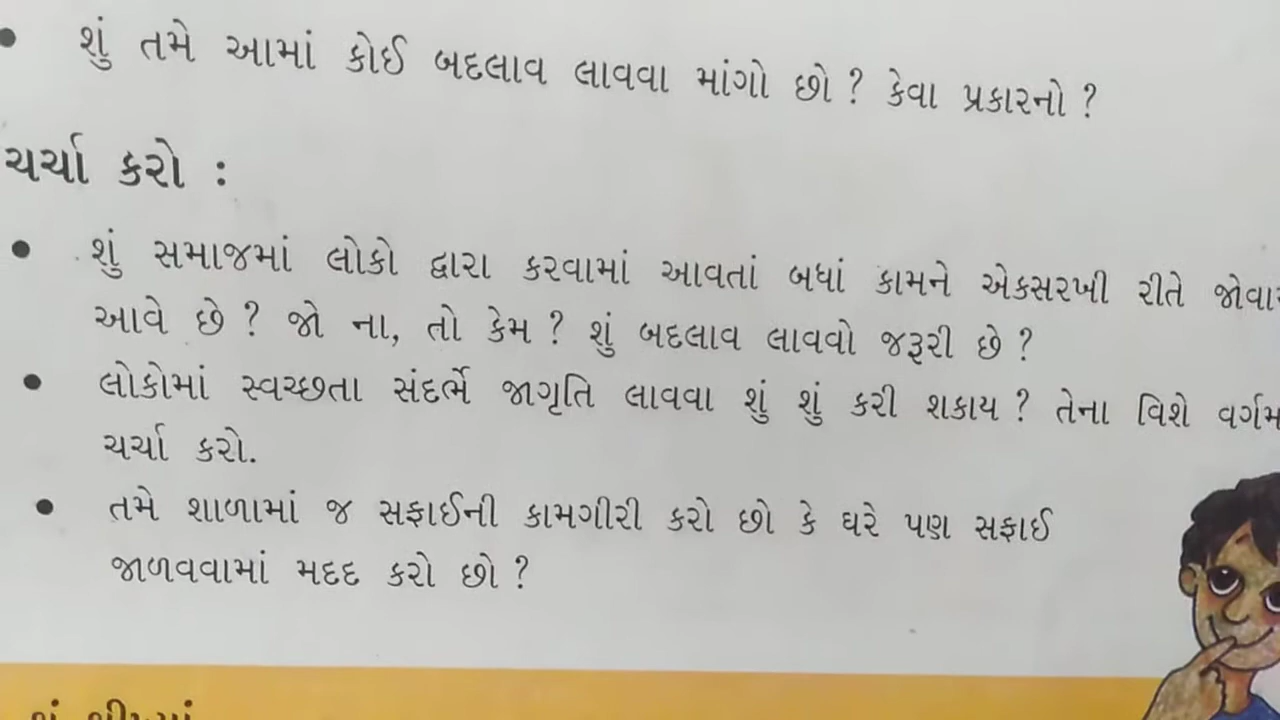 • શું તમે આમાં કોઈ બદલાવ લાવવા માંગો છો ? કેવા પ્રકારનો ?
ચર્ચા કરો :
• શું સમાજમાં લોકો દ્વારા કરવામાં આવતાં બધાં કામને એકસરખી રીતે
આવે છે ? જો ના, તો કેમ ? શું બદલાવ લાવવો જરૂરી છે ?
• લોકોમાં સ્વચ્છતા સંદર્ભે જાગૃતિ લાવવા શું શું કરી શકાય ? તેના વિશે
ચર્ચા કરો.
• તમે શાળામાં જ સફાઈની કામગીરી કરો છો કે ઘરે પણ સફાઈ
જાળવવામાં મદદ કરો છો ?